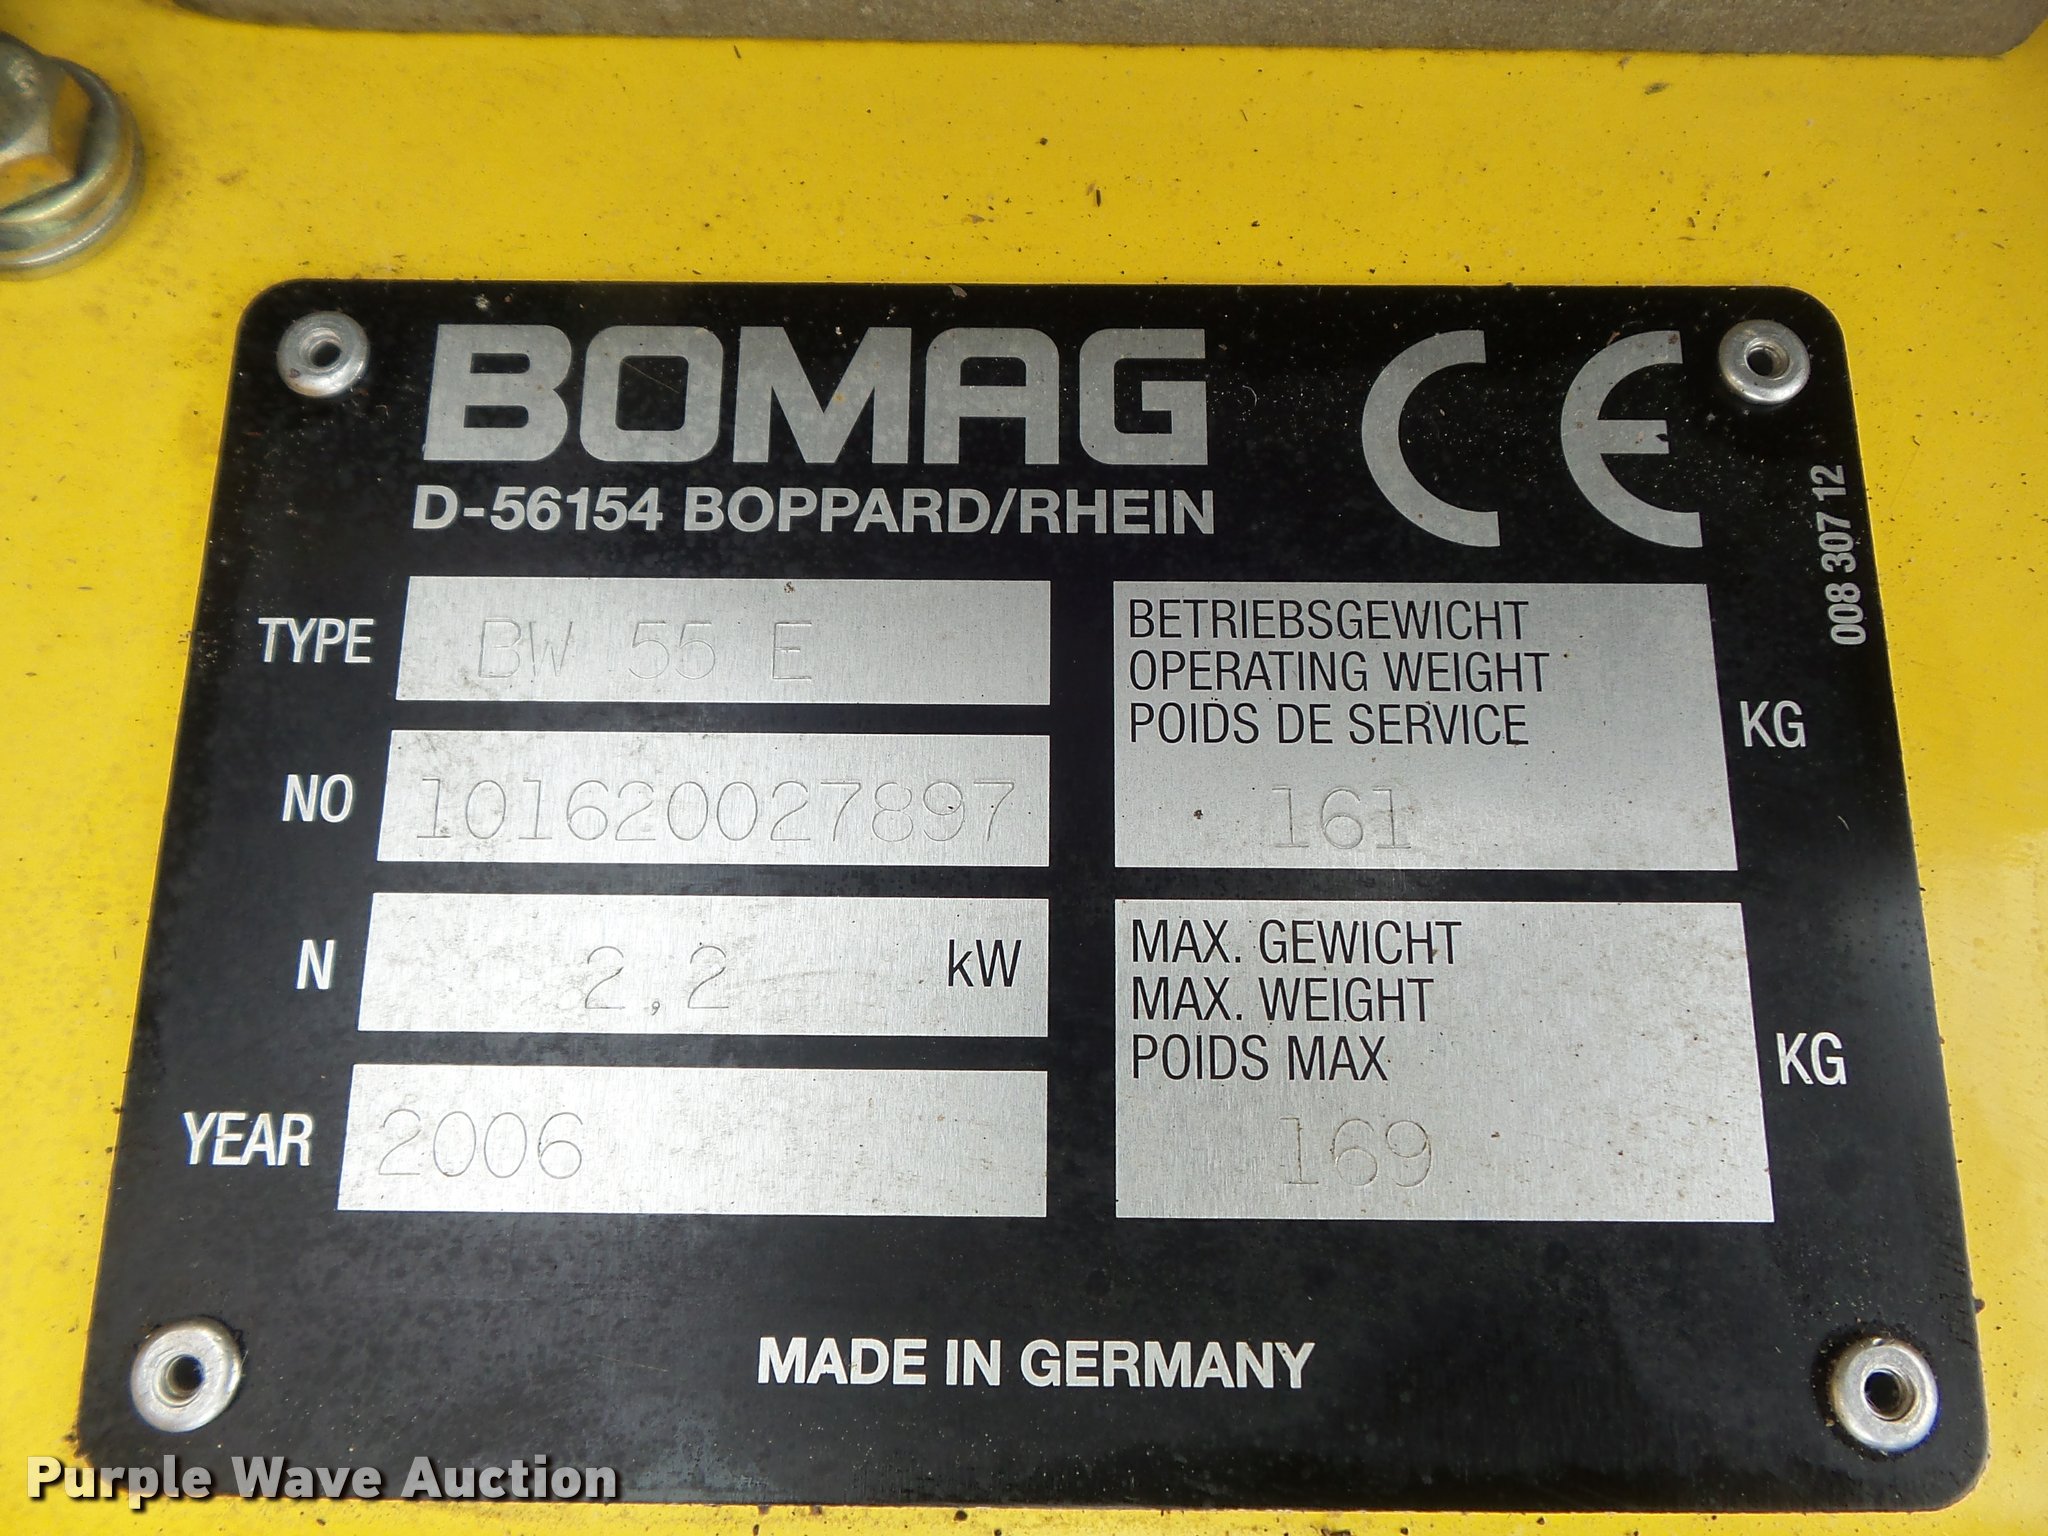 BOMAG
CE
D-56154 BOPPARD/RHEIN
008 307 12
TYPE BW 55 E
NO 101620027897
N 2,2 kW
YEAR 2006
BETRIEBSGEWICHT
OPERATING WEIGHT
POIDS DE SERVICE
161 KG
MAX. GEWICHT
MAX. WEIGHT
POIDS MAX
169 KG
MADE IN GERMANY
Purple Wave Auction